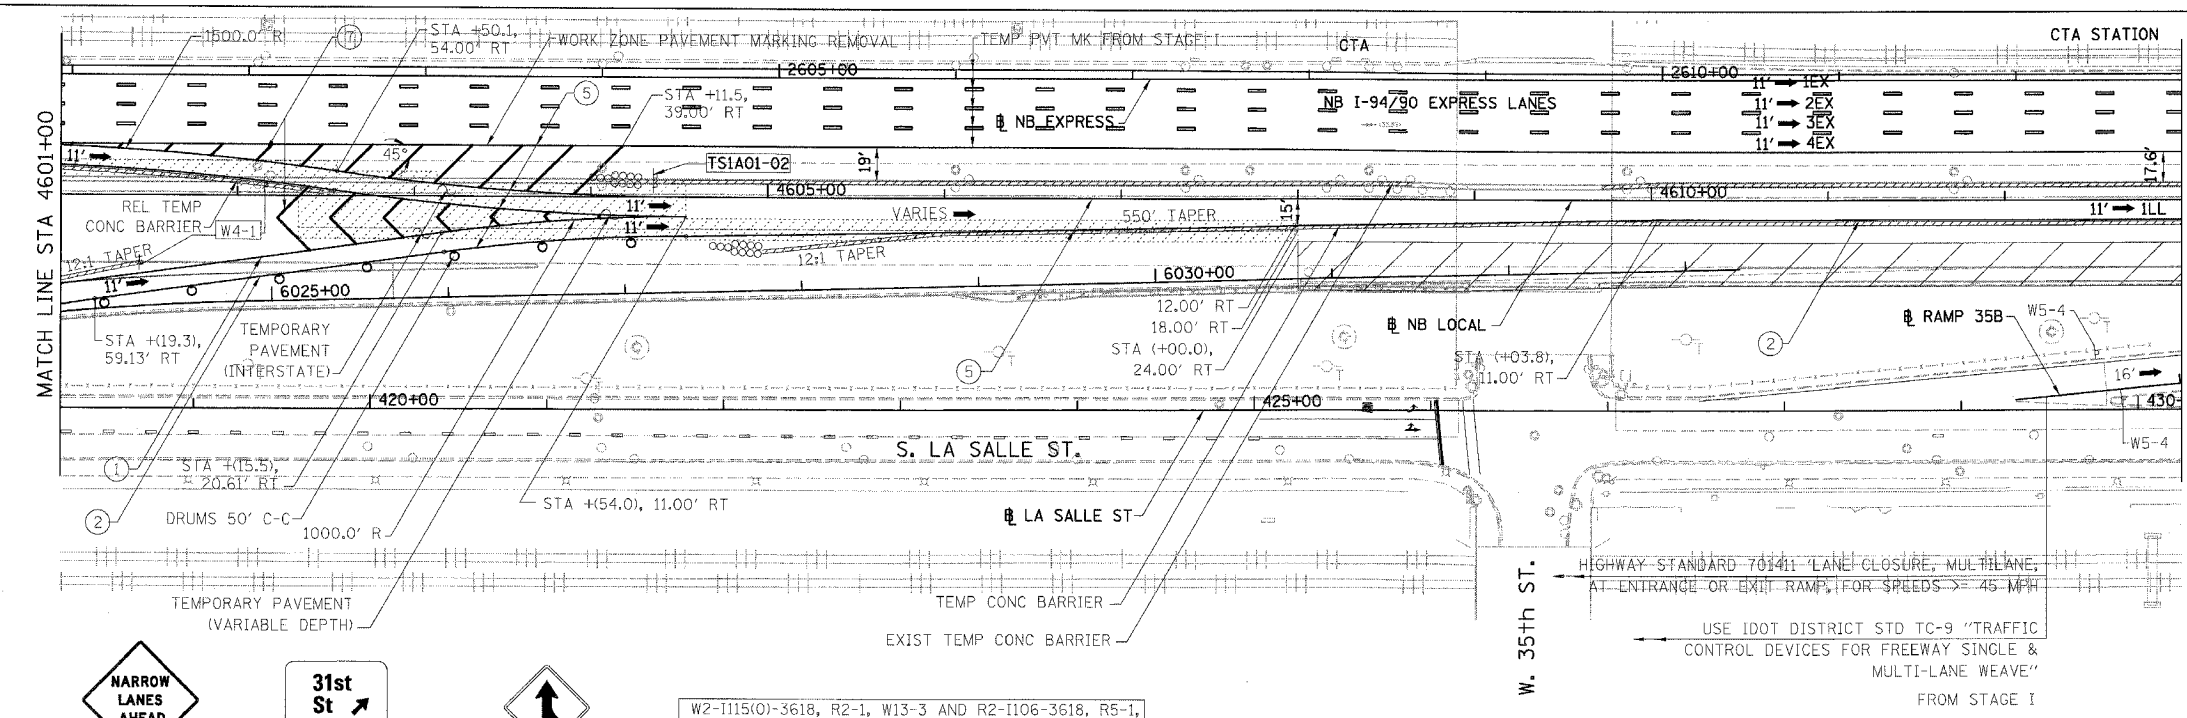 1500.0' R
7
STA +50.1,
54.00' RT
WORK ZONE PAVEMENT MARKING REMOVAL
TEMP PVT MK FROM STAGE I
CTA
CTA STATION
2605+00
2610+00
11' 1EX
11' 2EX
11' 3EX
11' 4EX
5
STA +11.5,
39.00' RT
NB EXPRESS
NB I-94/90 EXPRESS LANES
MATCH LINE STA 4601+00
11'
45°
TS1A01-02
19'
17.6'
4605+00
4610+00
REL TEMP
CONC BARRIER
W4-1
11'
11'
VARIES
550' TAPER
15'
11' 1LL
12:1 TAPER
12:1 TAPER
11'
6025+00
6030+00
12.00' RT
18.00' RT
STA (+00.0),
24.00' RT
NB LOCAL
RAMP 35B
W5-4
2
STA +(19.3),
59.13' RT
TEMPORARY
PAVEMENT
(INTERSTATE)
5
STA (+03.8),
11.00' RT
16'
420+00
425+00
430
W5-4
S. LA SALLE ST.
1
STA +(15.5),
20.61' RT
2
DRUMS 50' C-C
1000.0' R
STA +(54.0), 11.00' RT
LA SALLE ST
TEMPORARY PAVEMENT
(VARIABLE DEPTH)
TEMP CONC BARRIER
EXIST TEMP CONC BARRIER
W. 35th ST.
HIGHWAY STANDARD 701411 'LANE CLOSURE, MULTILANE,
AT ENTRANCE OR EXIT RAMP, FOR SPEEDS >= 45 MPH
USE IDOT DISTRICT STD TC-9 "TRAFFIC
CONTROL DEVICES FOR FREEWAY SINGLE &
MULTI-LANE WEAVE"
FROM STAGE I
NARROW
LANES
AHEAD
31st
St
W2-I115(O)-3618, R2-1, W13-3 AND R2-I106-3618, R5-1,